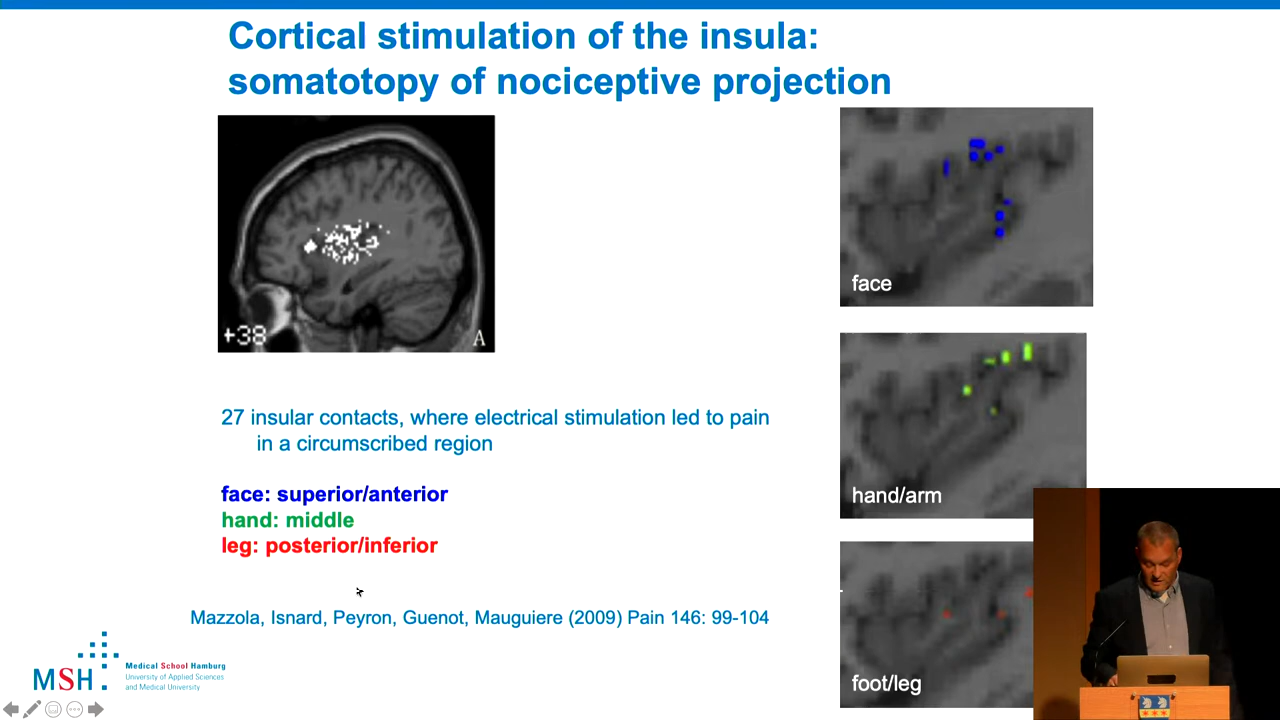 Cortical stimulation of the insula:
somatotopy of nociceptive projection
+38
A
face
27 insular contacts, where electrical stimulation led to pain
in a circumscribed region
hand/arm
face: superior/anterior
hand: middle
leg: posterior/inferior
Mazzola, Isnard, Peyron, Guenot, Mauguiere (2009) Pain 146: 99-104
foot/leg
MSH
Medical School Hamburg
University of Applied Sciences
and Medical University